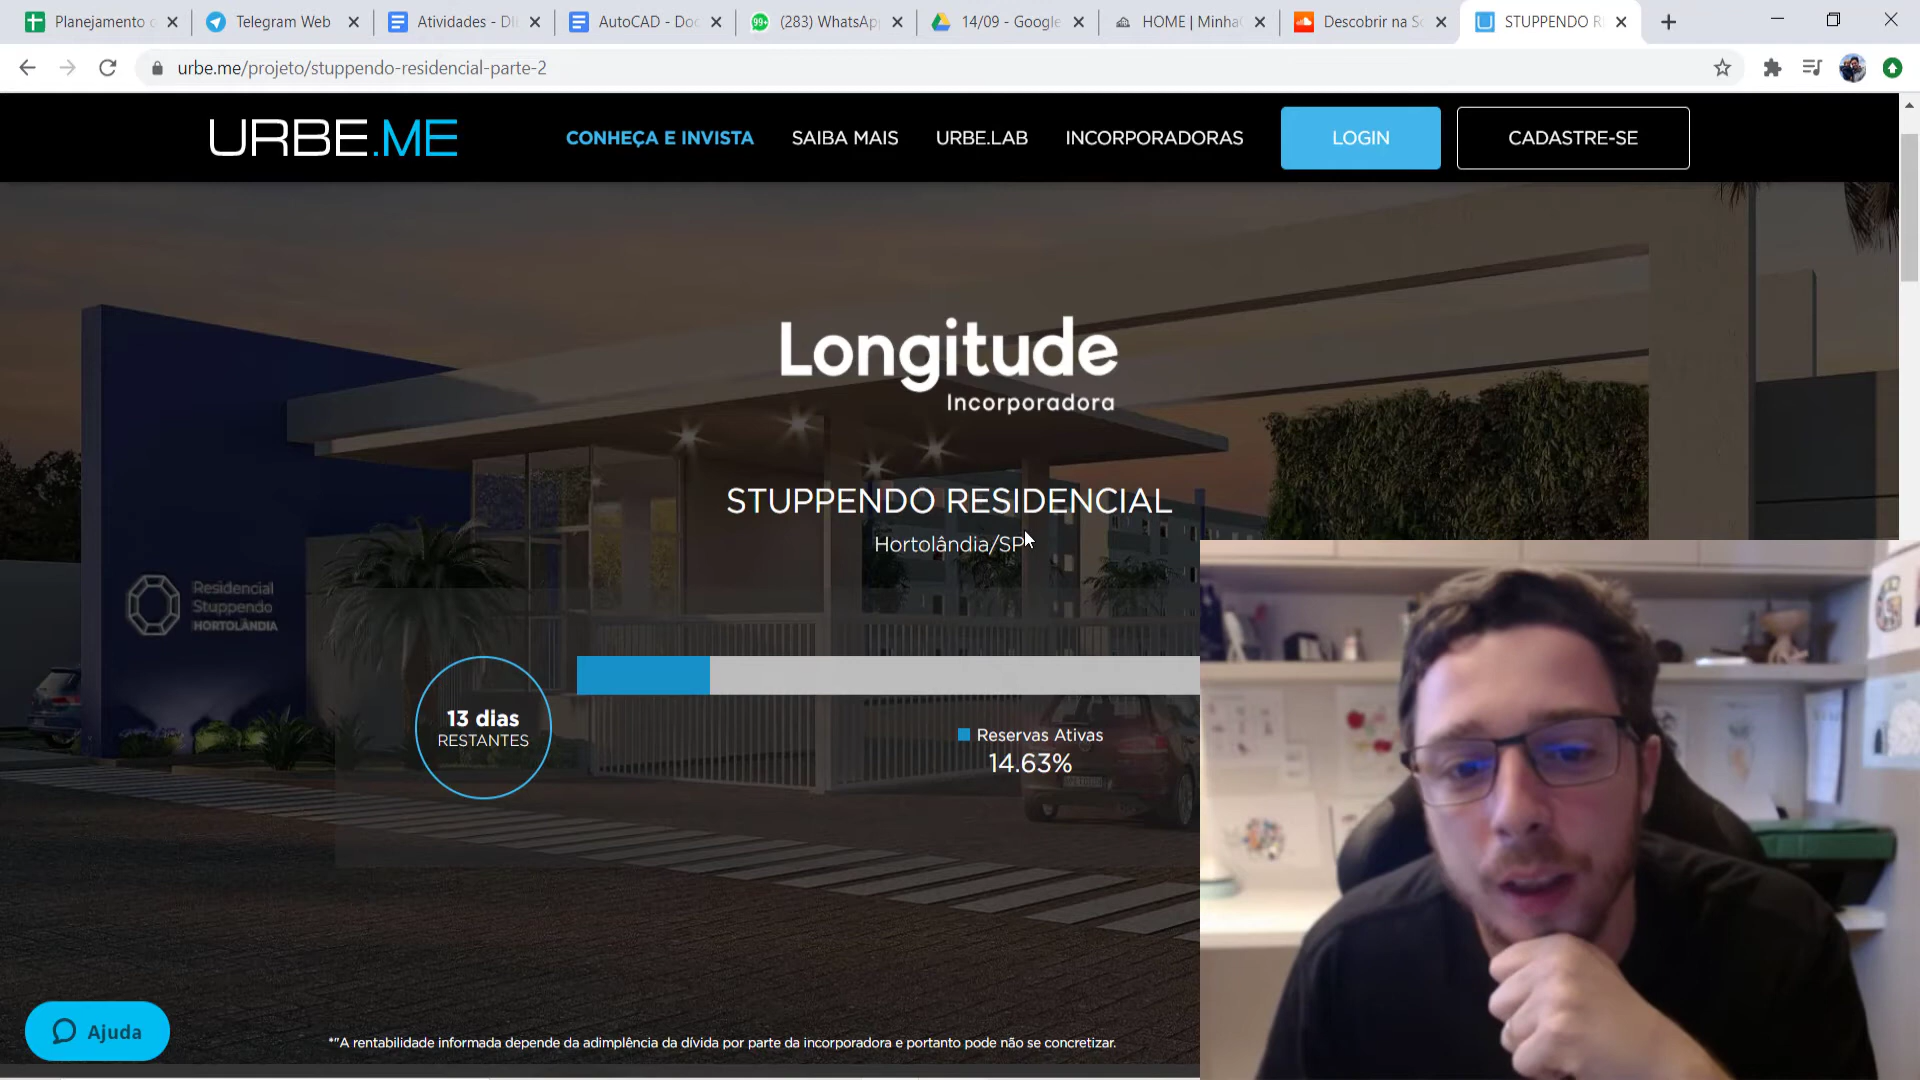 Planejamento o
Telegram Web
Atividades - DI
AutoCAD - Doc
99+
(283) WhatsAp
14/09 - Google
HOME | Minha
Descobrir na S
STUPPENDO R
urbe.me/projeto/stuppendo-residencial-parte-2
URBE.ME
CONHEÇA E INVISTA
SAIBA MAIS
URBE.LAB
INCORPORADORAS
LOGIN
CADASTRE-SE
Longitude
Incorporadora
STUPPENDO RESIDENCIAL
Hortolândia/SP
Residencial
Stuppendo
HORTOLÂNDIA
13 dias
RESTANTES
Reservas Ativas
14.63%
Ajuda
*"A rentabilidade informada depende da adimplência da dívida por parte da incorporadora e portanto pode não se concretizar.